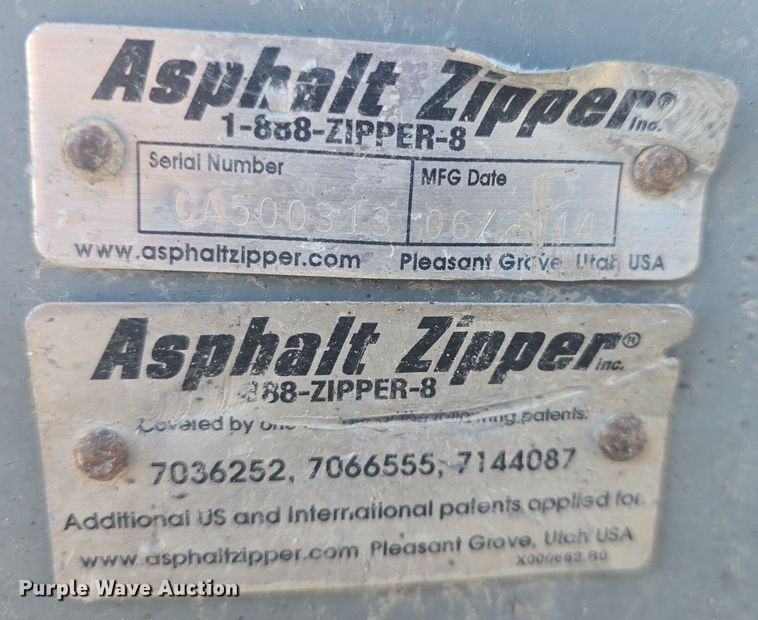 Asphalt Zipper® Inc.
1-888-ZIPPER-8
Serial Number MFG Date
CA500313 06/2014
www.asphaltzipper.com Pleasant Grove, Utah USA
Asphalt Zipper® Inc.
888-ZIPPER-8
Covered by one following patents:
7036252, 7066555, 7144087
Additional US and International patents applied for.
www.asphaltzipper.com Pleasant Grove, Utah USA
Purple Wave Auction